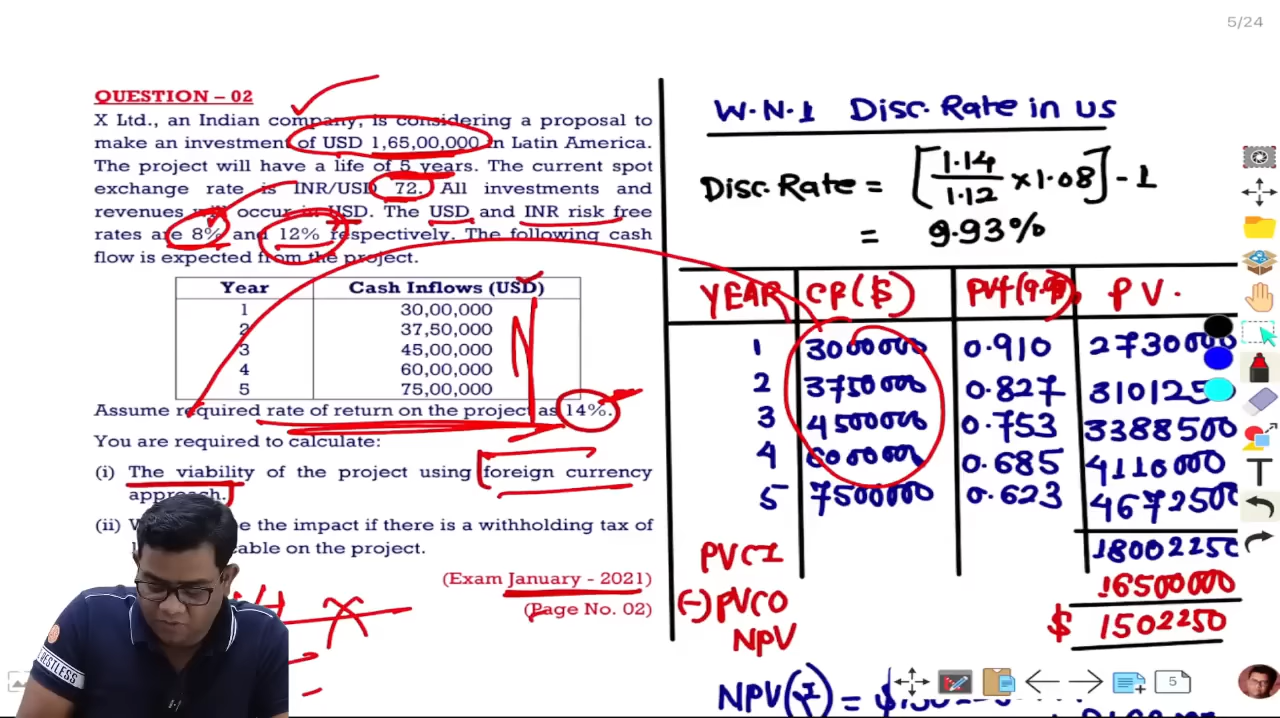 5/24
QUESTION – 02
X Ltd., an Indian company, is considering a proposal to
make an investment of USD 1,65,00,000 in Latin America.
The project will have a life of 5 years. The current spot
exchange rate is INR/USD 72. All investments and
revenues will occur in USD. The USD and INR risk free
rates are 8% and 12% respectively. The following cash
flow is expected from the project.
Year Cash Inflows (USD)
1 30,00,000
2 37,50,000
3 45,00,000
4 60,00,000
5 75,00,000
Assume required rate of return on the project as 14%.
You are required to calculate:
(i) The viability of the project using foreign currency
approach.
(ii) be the impact if there is a withholding tax of
on the project.
(Exam January - 2021)
(Page No. 02)
W.N.1 Disc. Rate in US
Disc. Rate = [1.14/1.12 × 1.08] - 1
= 9.93%
YEAR CF($) PVf(9.93%) PV.
1 3000000 0.910 2730000
2 3750000 0.827 3101250
3 4500000 0.753 3388500
4 6000000 0.685 4110000
5 7500000 0.623 4672500
PVCI 18002250
(-) PVCO 16500000
NPV $ 1502250
NPV(₹) = $
5
RESTLESS
T